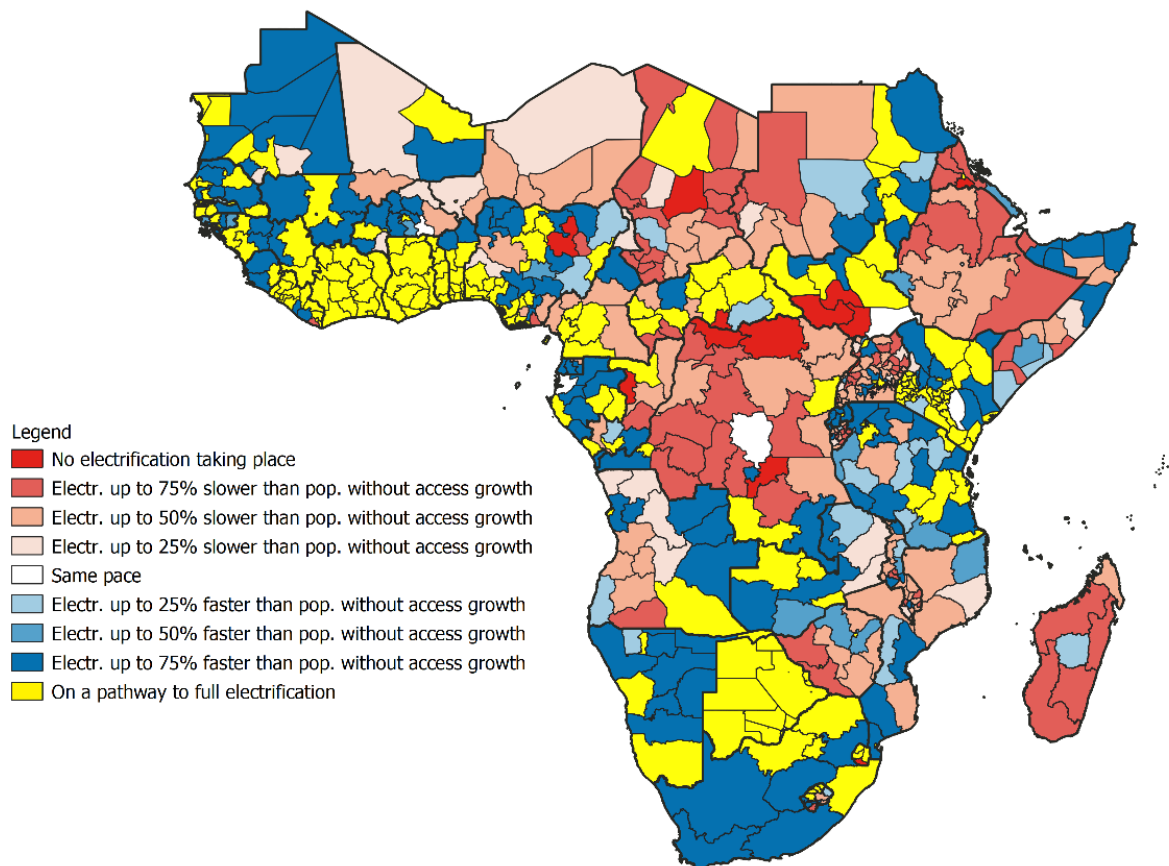 Legend
No electrification taking place
Electr. up to 75% slower than pop. without access growth
Electr. up to 50% slower than pop. without access growth
Electr. up to 25% slower than pop. without access growth
Same pace
Electr. up to 25% faster than pop. without access growth
Electr. up to 50% faster than pop. without access growth
Electr. up to 75% faster than pop. without access growth
On a pathway to full electrification